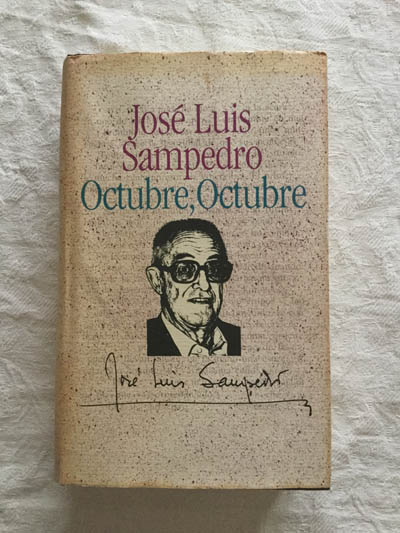 José Luis
Sampedro
Octubre, Octubre
José Luis Sampedro